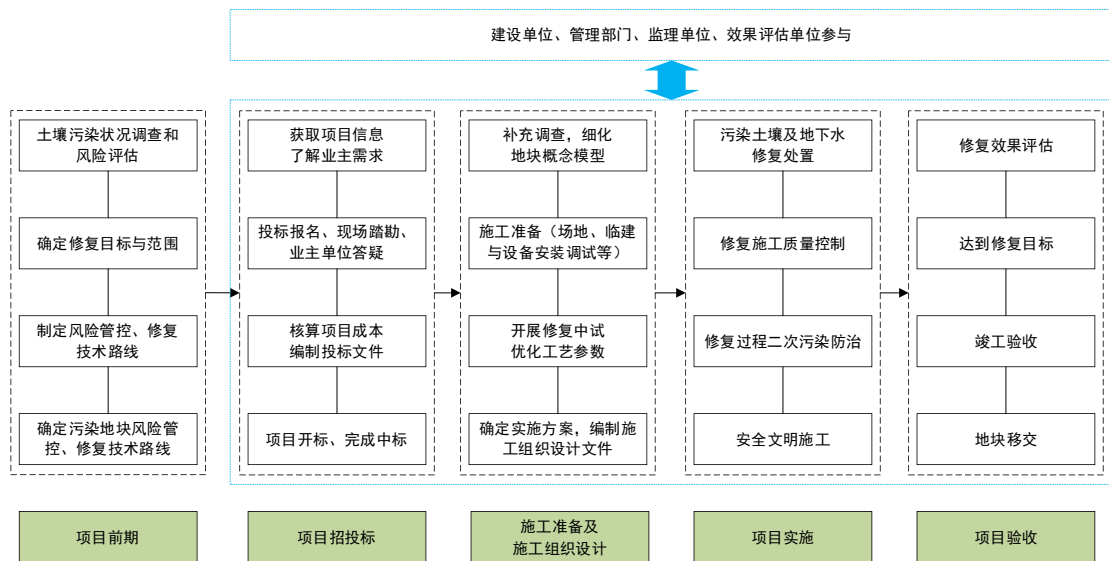 建设单位、管理部门、监理单位、效果评估单位参与
土壤污染状况调查和
风险评估
确定修复目标与范围
制定风险管控、修复
技术路线
确定污染地块风险管
控、修复技术路线
获取项目信息
了解业主需求
投标报名、现场踏勘、
业主单位答疑
核算项目成本
编制投标文件
项目开标、完成中标
补充调查，细化
地块概念模型
施工准备（场地、临建
与设备安装调试等）
开展修复中试
优化工艺参数
确定实施方案，编制施
工组织设计文件
污染土壤及地下水
修复处置
修复施工质量控制
修复过程二次污染防治
安全文明施工
修复效果评估
达到修复目标
竣工验收
地块移交
项目前期
项目招投标
施工准备及
施工组织设计
项目实施
项目验收